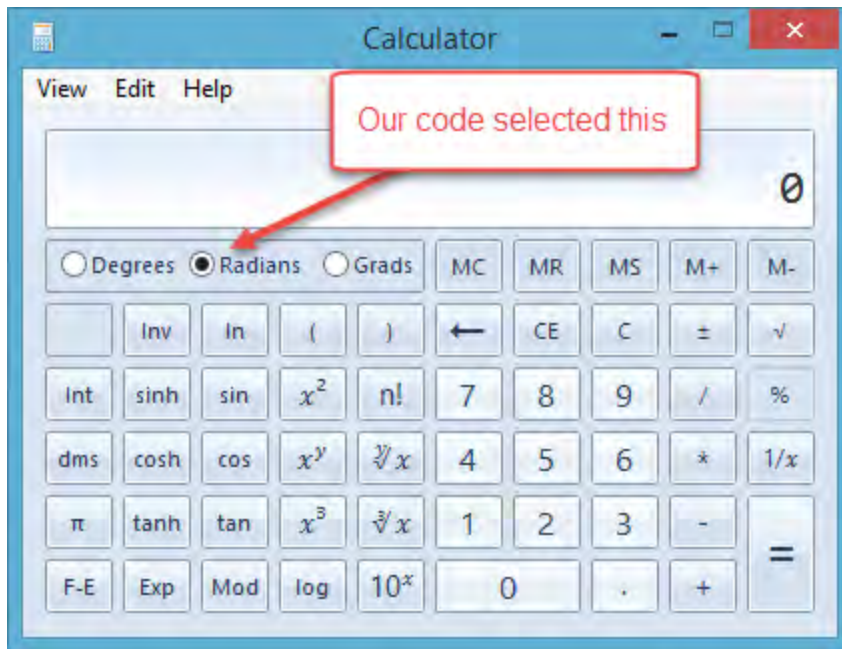 Calculator
View Edit Help
Our code selected this
0
Degrees Radians Grads MC MR MS M+ M-
Inv ln ( ) ← CE C ± √
Int sinh sin x² n! 7 8 9 / %
dms cosh cos xʸ ʸ√x 4 5 6 * 1/x
π tanh tan x³ ³√x 1 2 3 - =
F-E Exp Mod log 10ˣ 0 . +